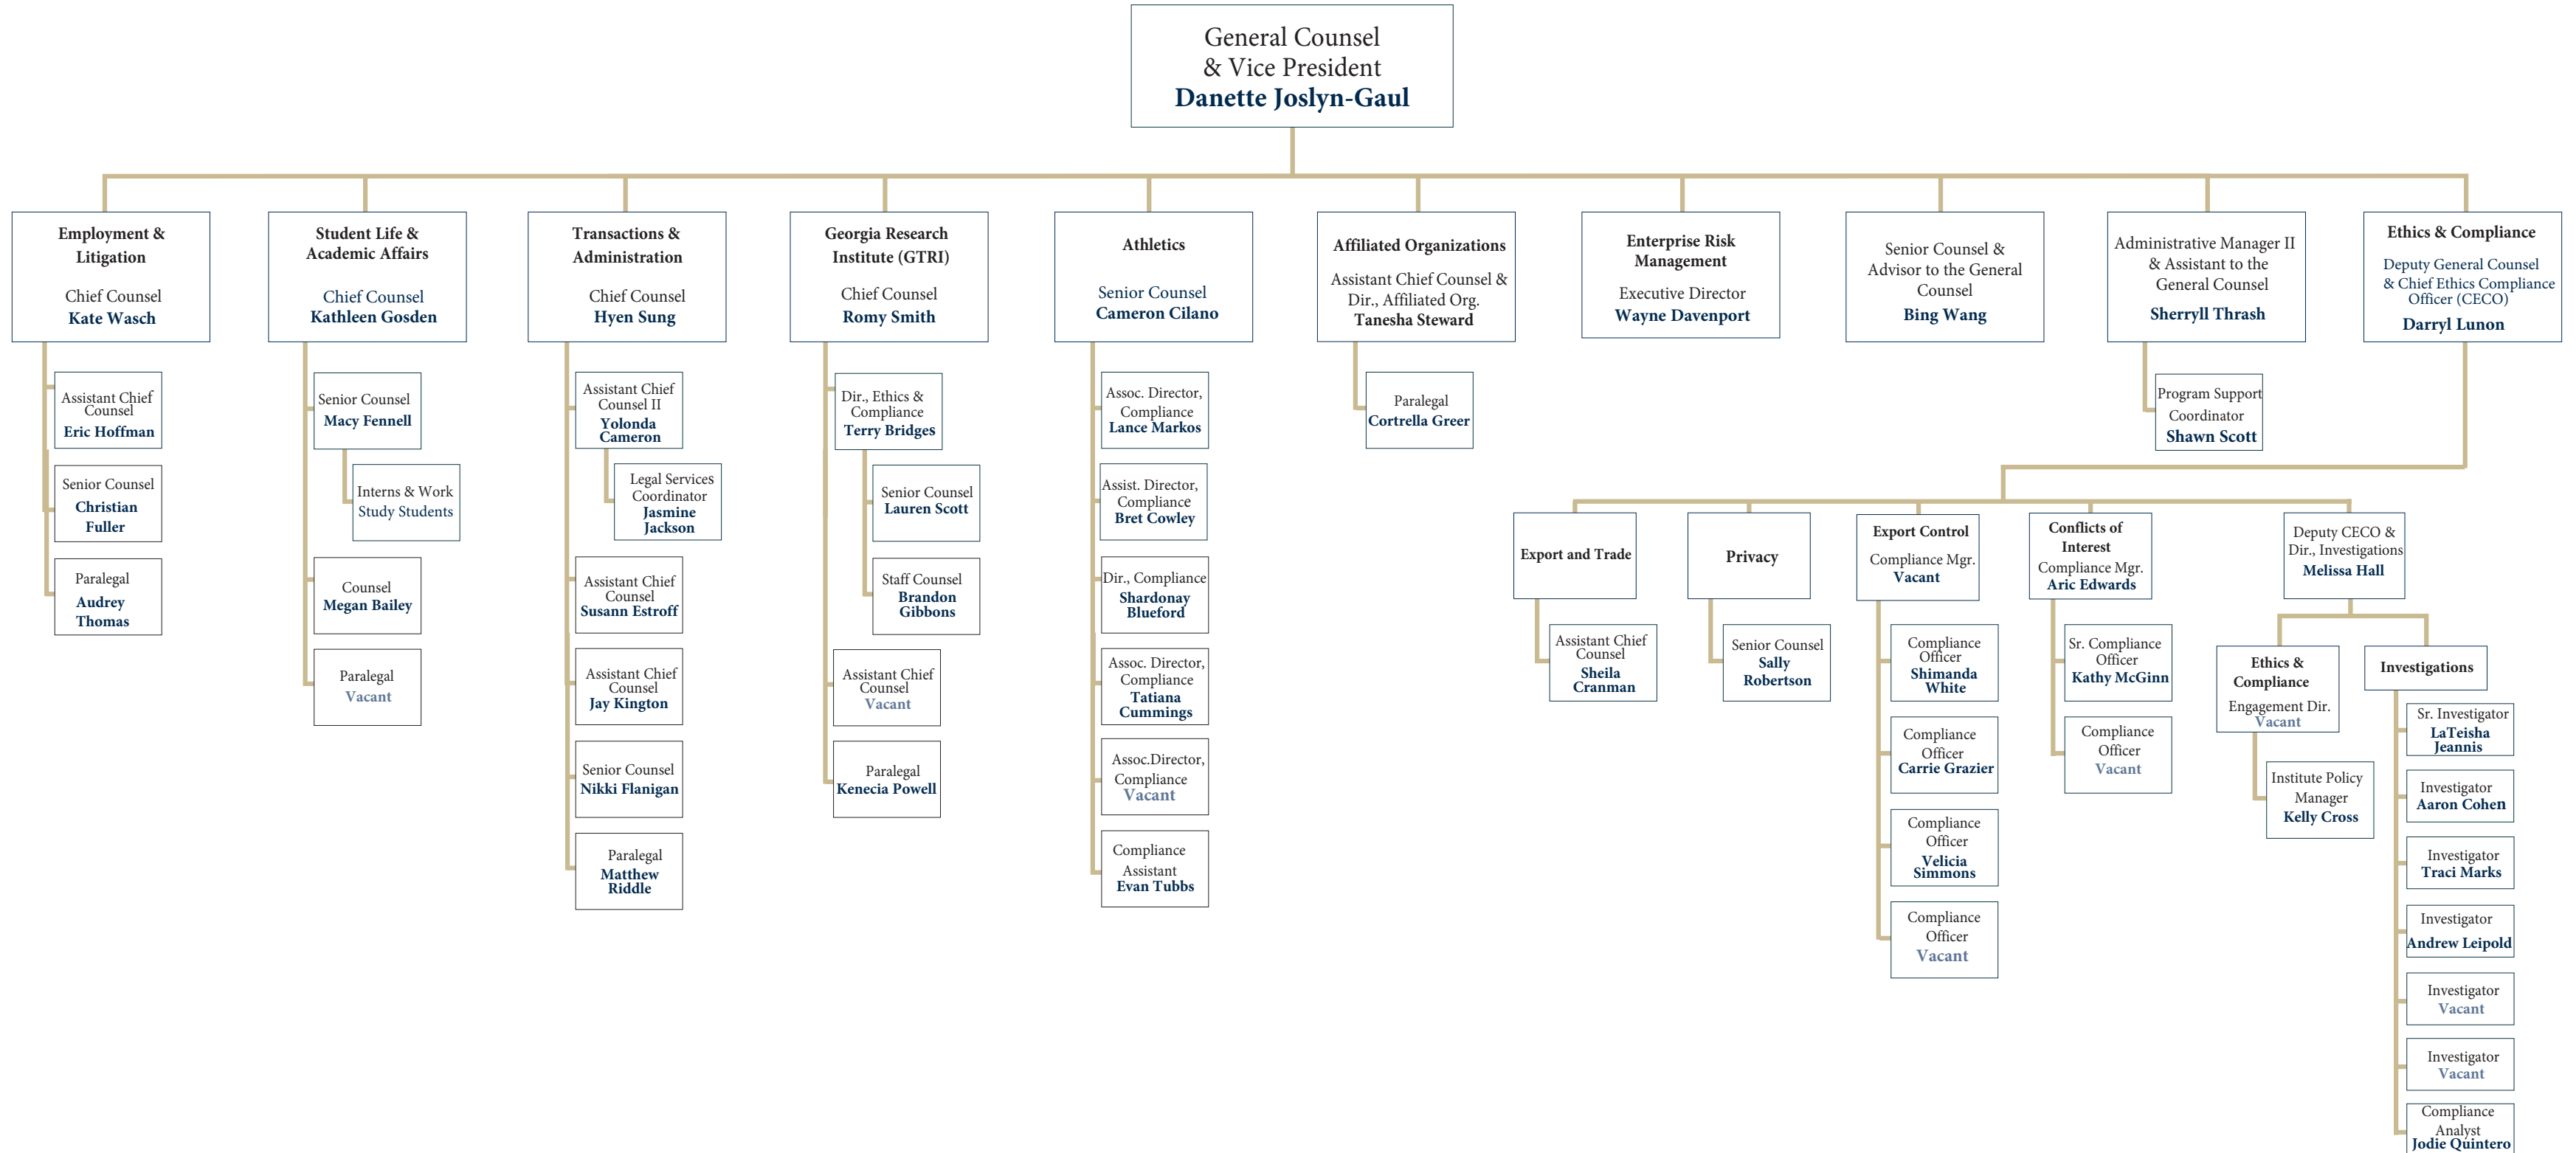 General Counsel
& Vice President
Danette Joslyn-Gaul
Employment &
Litigation
Chief Counsel
Kate Wasch
Assistant Chief
Counsel
Eric Hoffman
Senior Counsel
Christian
Fuller
Paralegal
Audrey
Thomas
Student Life &
Academic Affairs
Chief Counsel
Kathleen Gosden
Senior Counsel
Macy Fennell
Interns & Work
Study Students
Counsel
Megan Bailey
Paralegal
Vacant
Transactions &
Administration
Chief Counsel
Hyen Sung
Assistant Chief
Counsel II
Yolonda
Cameron
Legal Services
Coordinator
Jasmine
Jackson
Assistant Chief
Counsel
Susann Estroff
Assistant Chief
Counsel
Jay Kington
Senior Counsel
Nikki Flanigan
Paralegal
Matthew
Riddle
Georgia Research
Institute (GTRI)
Chief Counsel
Romy Smith
Dir., Ethics &
Compliance
Terry Bridges
Senior Counsel
Lauren Scott
Staff Counsel
Brandon
Gibbons
Assistant Chief
Counsel
Vacant
Paralegal
Kenecia Powell
Athletics
Senior Counsel
Cameron Cilano
Assoc. Director,
Compliance
Lance Markos
Assist. Director,
Compliance
Bret Cowley
Dir., Compliance
Shardonay
Blueford
Assoc. Director,
Compliance
Tatiana
Cummings
Assoc.Director,
Compliance
Vacant
Compliance
Assistant
Evan Tubbs
Affiliated Organizations
Assistant Chief Counsel &
Dir., Affiliated Org.
Tanesha Steward
Paralegal
Cortrella Greer
Enterprise Risk
Management
Executive Director
Wayne Davenport
Senior Counsel &
Advisor to the General
Counsel
Bing Wang
Administrative Manager II
& Assistant to the
General Counsel
Sherryll Thrash
Program Support
Coordinator
Shawn Scott
Ethics & Compliance
Deputy General Counsel
& Chief Ethics Compliance
Officer (CECO)
Darryl Lunon
Export and Trade
Assistant Chief
Counsel
Sheila
Cranman
Privacy
Senior Counsel
Sally
Robertson
Export Control
Compliance Mgr.
Vacant
Compliance
Officer
Shimanda
White
Compliance
Officer
Carrie Grazier
Compliance
Officer
Velicia
Simmons
Compliance
Officer
Vacant
Conflicts of
Interest
Compliance Mgr.
Aric Edwards
Sr. Compliance
Officer
Kathy McGinn
Compliance
Officer
Vacant
Deputy CECO &
Dir., Investigations
Melissa Hall
Ethics &
Compliance
Engagement Dir.
Vacant
Institute Policy
Manager
Kelly Cross
Investigations
Sr. Investigator
LaTeisha
Jeannis
Investigator
Aaron Cohen
Investigator
Traci Marks
Investigator
Andrew Leipold
Investigator
Vacant
Investigator
Vacant
Compliance
Analyst
Jodie Quintero